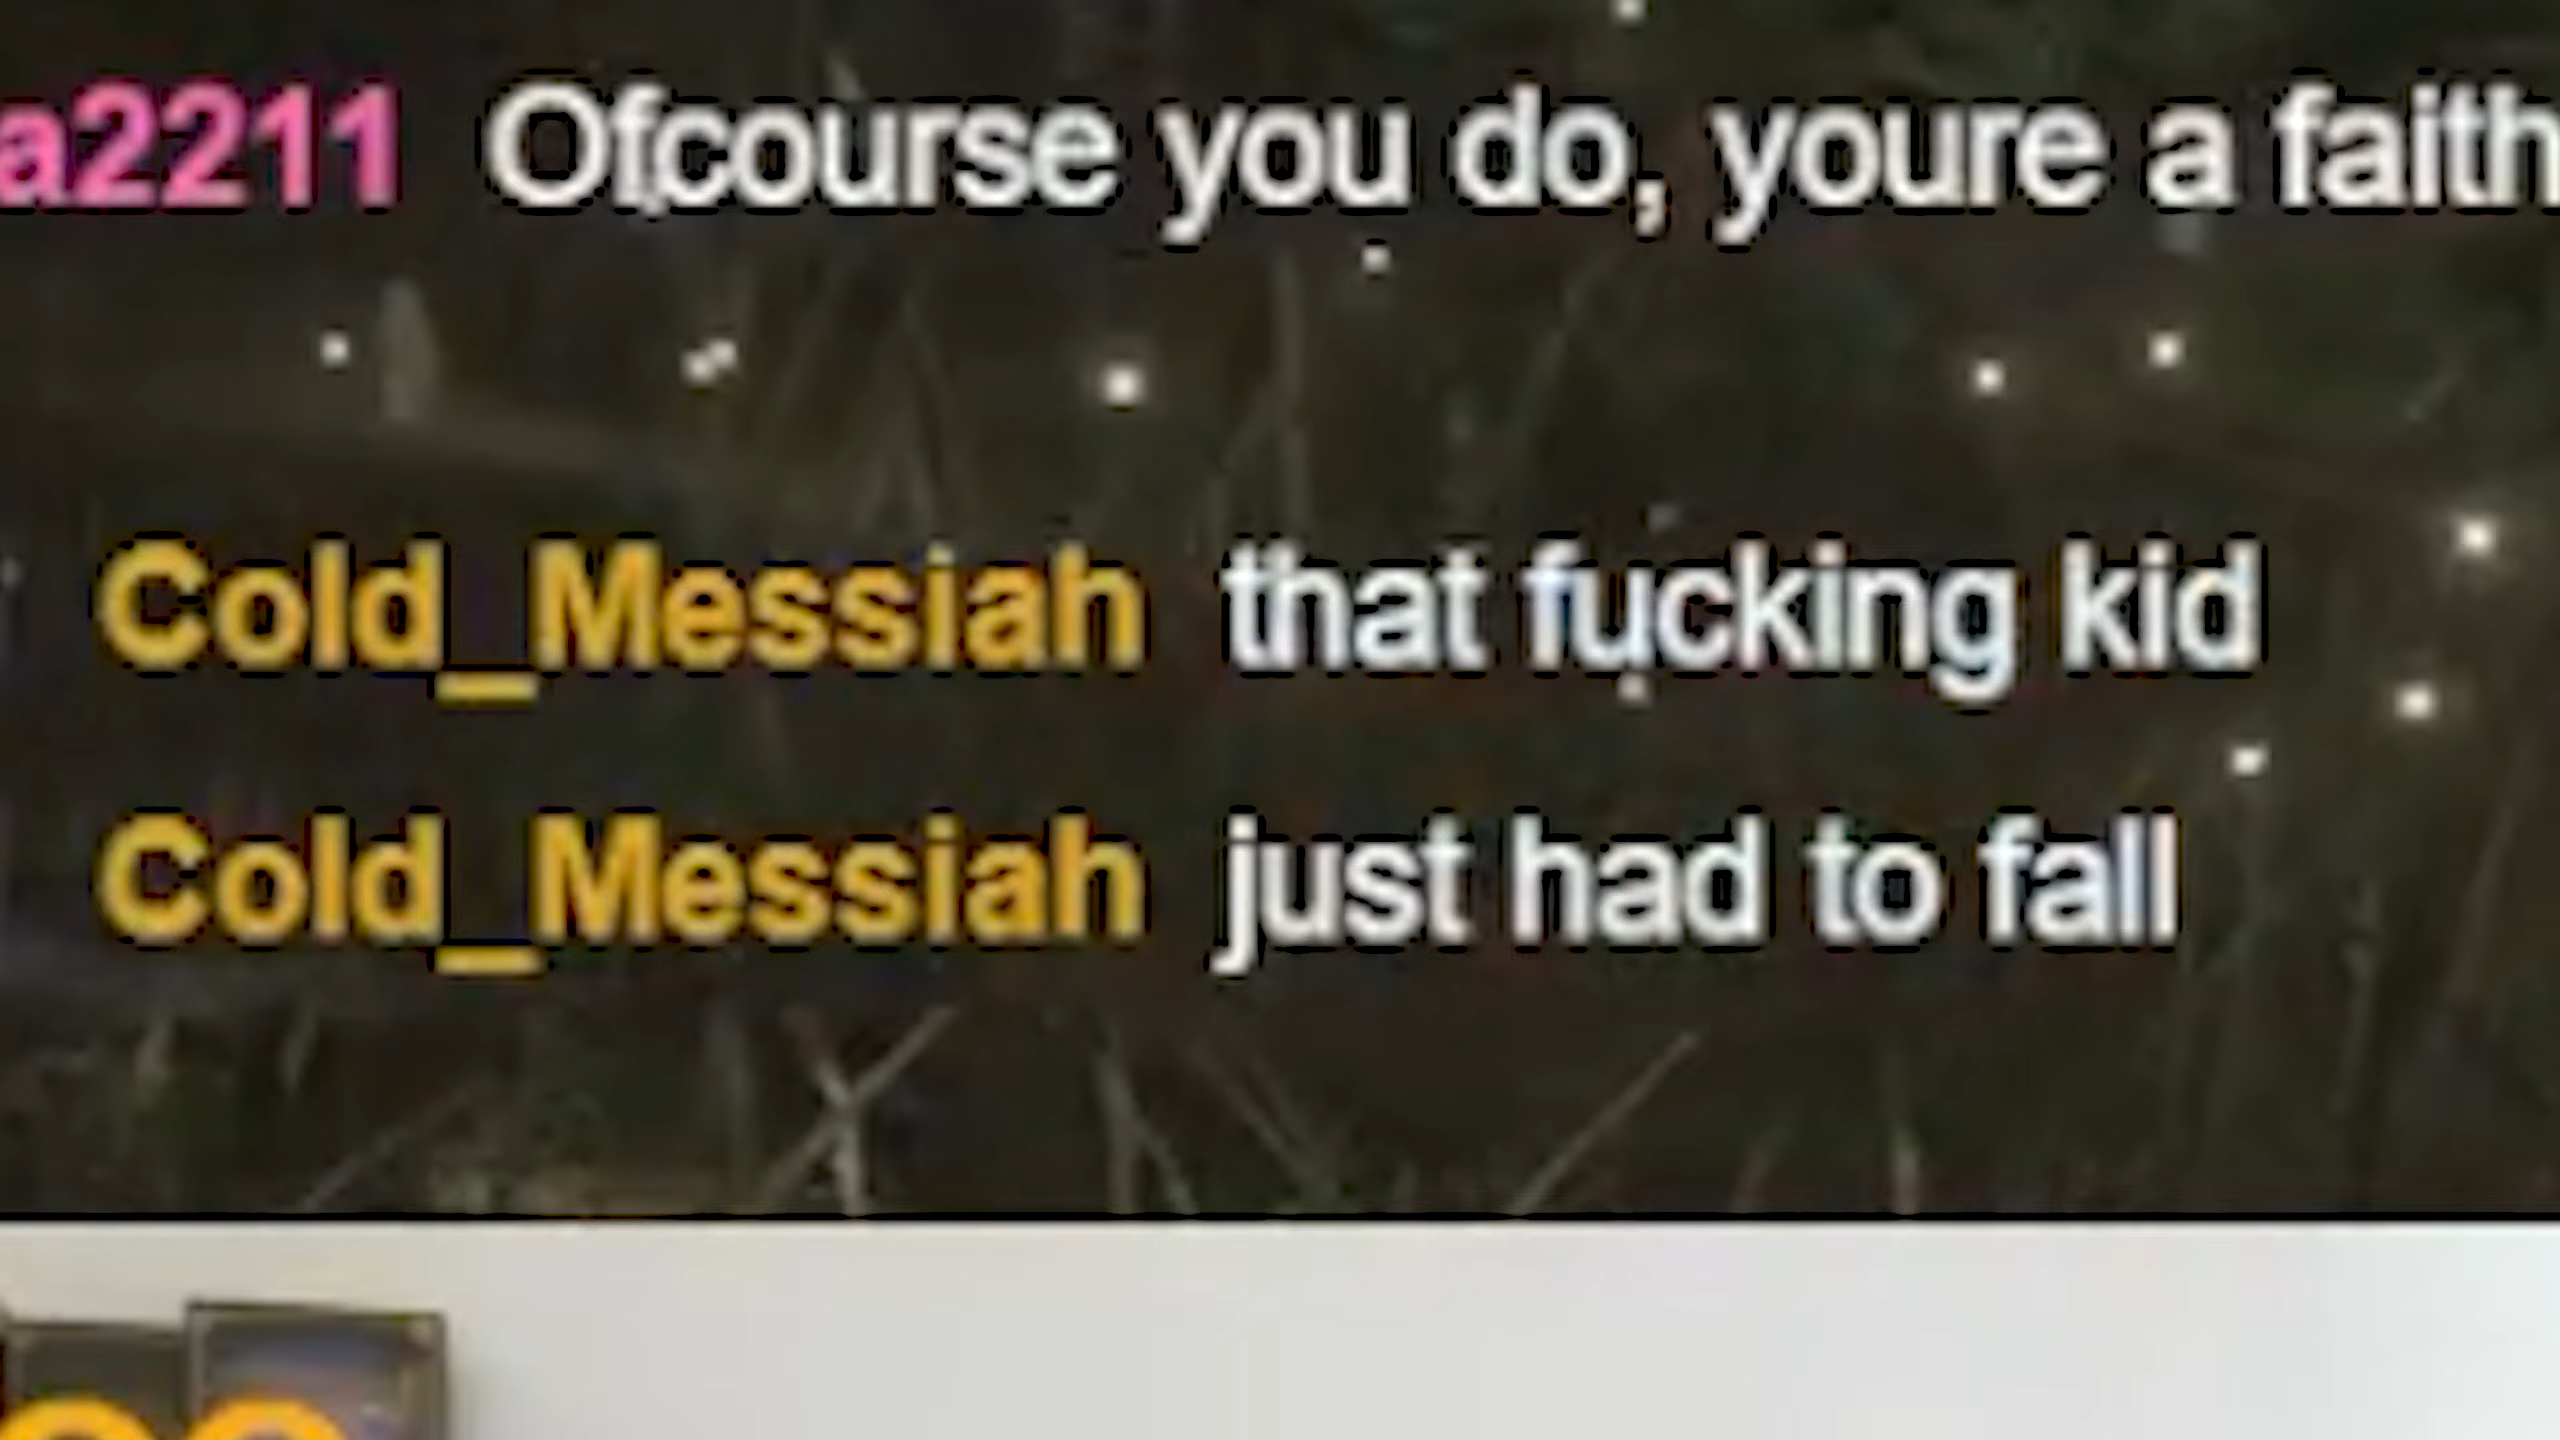 a2211 Ofcourse you do, youre a faith
Cold_Messiah that fucking kid
Cold_Messiah just had to fall